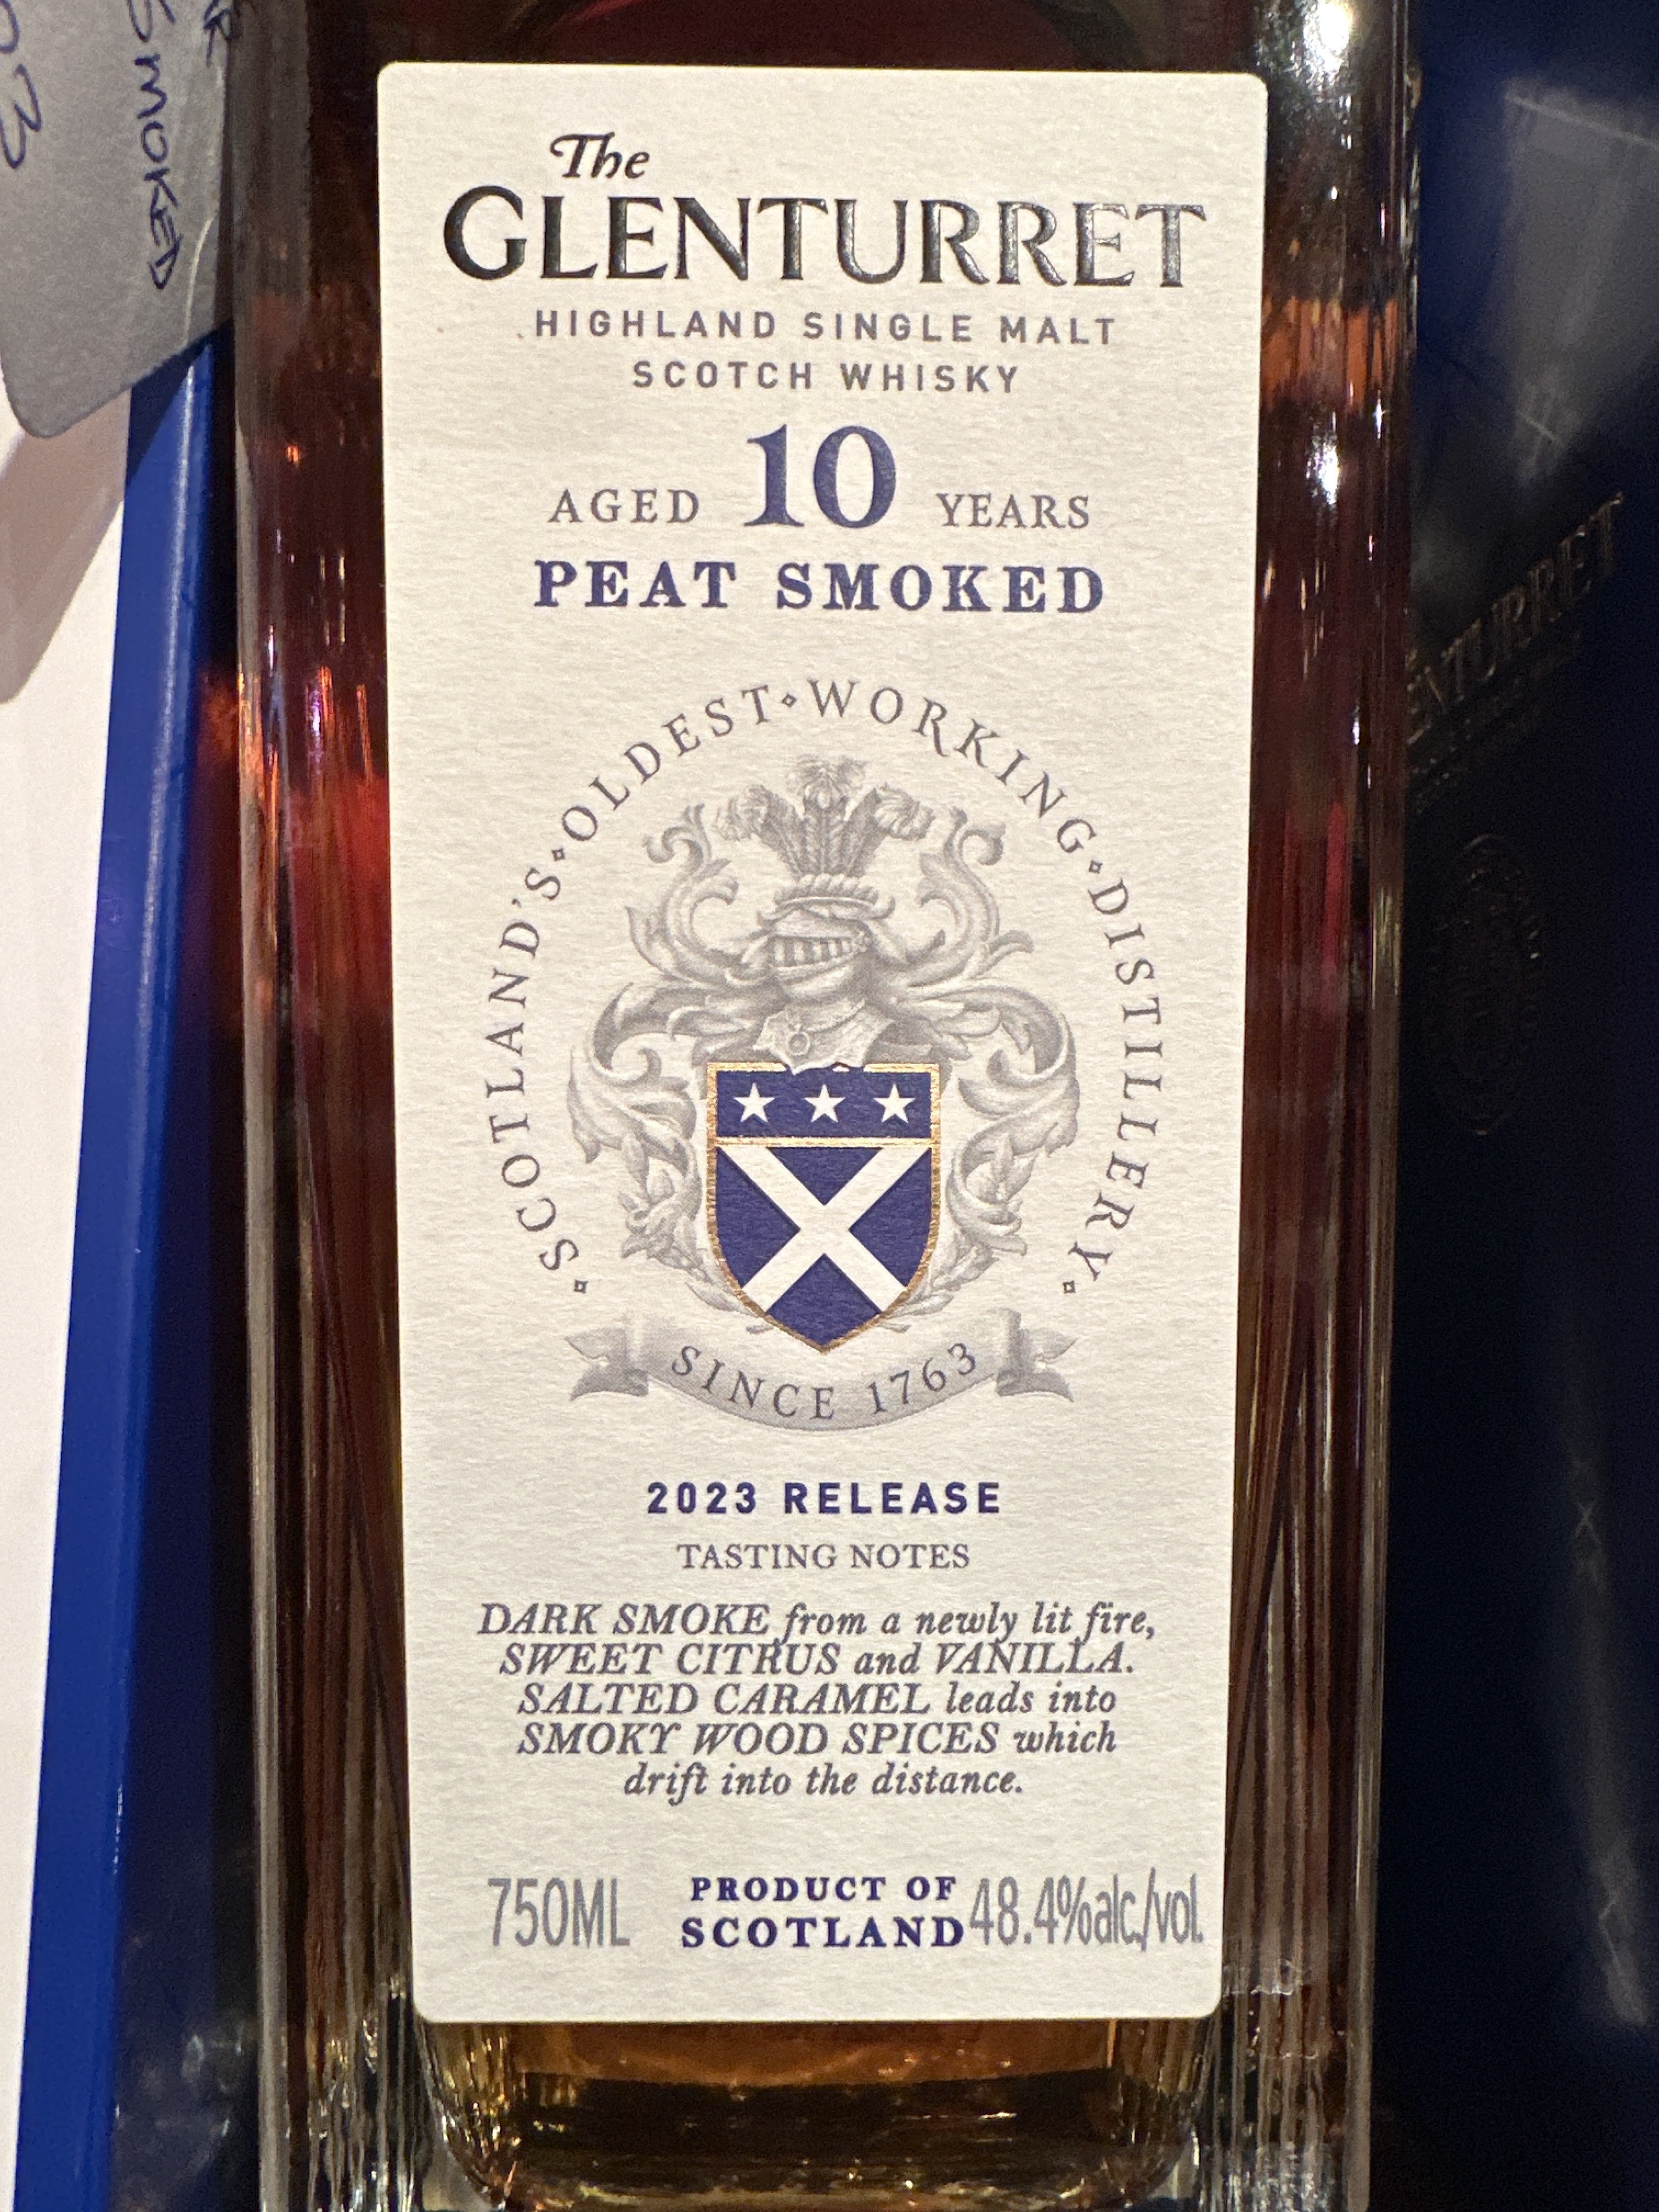 SMOKED
The
GLENTURRET
HIGHLAND SINGLE MALT
SCOTCH WHISKY
AGED 10 YEARS
PEAT SMOKED
SCOTLAND'S OLDEST WORKING DISTILLERY
SINCE 1763
2023 RELEASE
TASTING NOTES
DARK SMOKE from a newly lit fire,
SWEET CITRUS and VANILLA.
SALTED CARAMEL leads into
SMOKY WOOD SPICES which
drift into the distance.
750ML PRODUCT OF SCOTLAND 48.4%alc./vol.